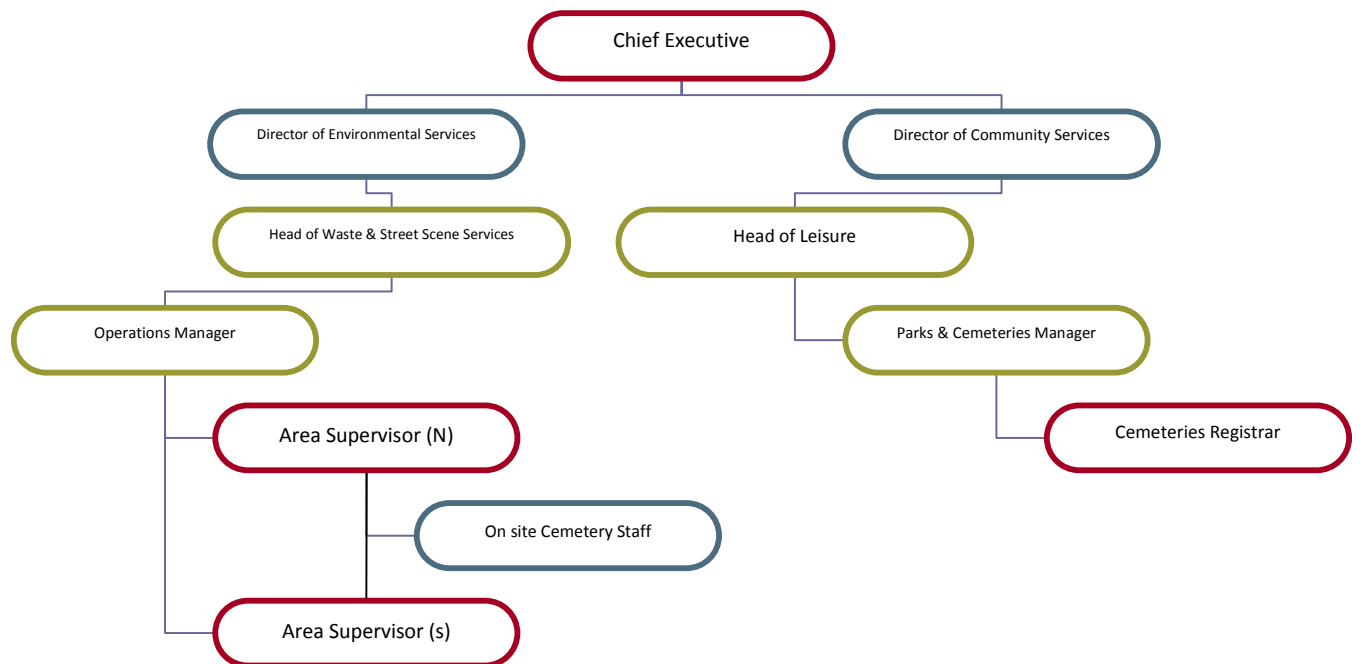 Chief Executive
Director of Environmental Services
Director of Community Services
Head of Waste & Street Scene Services
Head of Leisure
Operations Manager
Parks & Cemeteries Manager
Area Supervisor (N)
Cemeteries Registrar
On site Cemetery Staff
Area Supervisor (s)